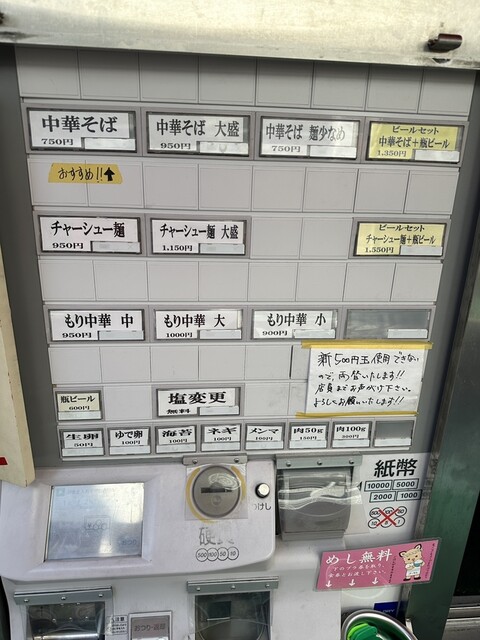 中華そば
750円
中華そば 大盛
950円
中華そば 麺少なめ
750円
ビールセット
中華そば+瓶ビール
1,350円
おすすめ!!↑
チャーシュー麺
950円
チャーシュー麺 大盛
1,150円
ビールセット
チャーシュー麺+瓶ビール
1,550円
もり中華 中
950円
もり中華 大
1000円
もり中華 小
900円
新500円玉使用できない
ので、両替いたします!!
店員までお声がけ下さい。
よろしくお願いいたします!!
瓶ビール
600円
塩変更
無料
生卵
50円
ゆで卵
100円
海苔
100円
ネギ
100円
メンマ
100円
肉50g
150円
肉100g
300円
紙幣
10000 5000
2000 1000
硬
500 100 50 10
めし無料
↓ ↓ ↓